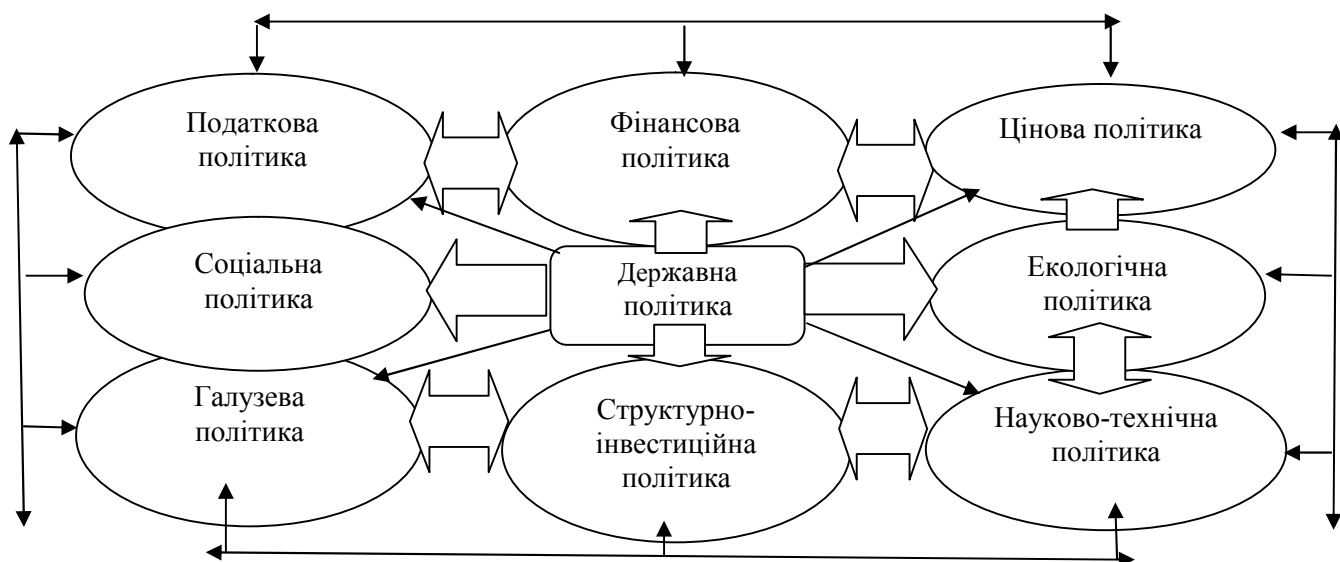 Податкова
політика
Фінансова
політика
Цінова політика
Соціальна
політика
Державна
політика
Екологічна
політика
Галузева
політика
Структурно-
інвестиційна
політика
Науково-технічна
політика